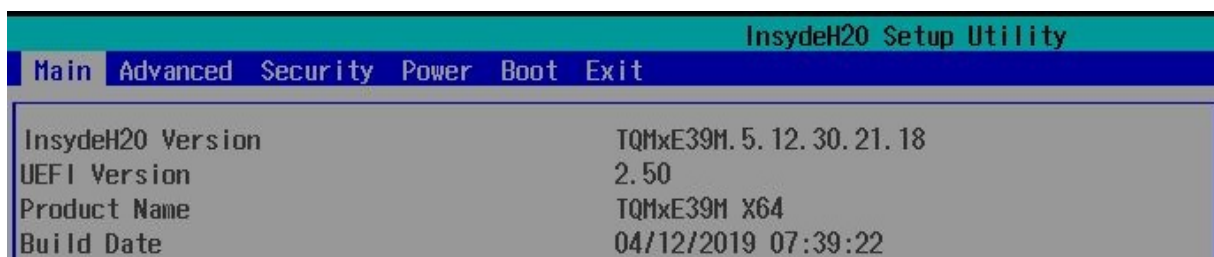 InsydeH20 Setup Utility
Main Advanced Security Power Boot Exit
InsydeH20 Version TQMxE39M.5.12.30.21.18
UEFI Version 2.50
Product Name TQMxE39M X64
Build Date 04/12/2019 07:39:22